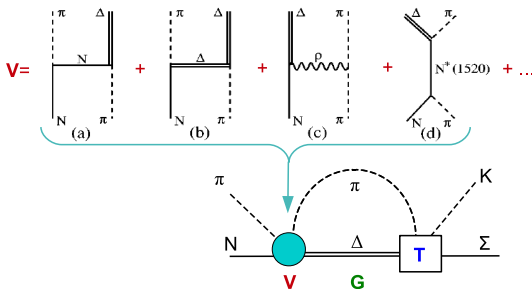 π Δ π Δ Δ π Δ π
V= N + Δ + ρ + N*(1520) + ...
N π N π N π N π
(a) (b) (c) (d)
π π K
N Δ T Σ
V G